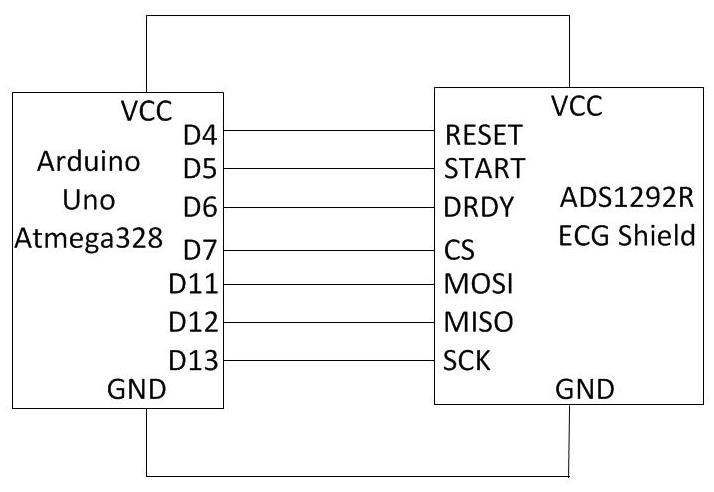 VCC
D4
D5
D6
D7
D11
D12
D13
GND
Arduino
Uno
Atmega328
VCC
RESET
START
DRDY
CS
MOSI
MISO
SCK
GND
ADS1292R
ECG Shield